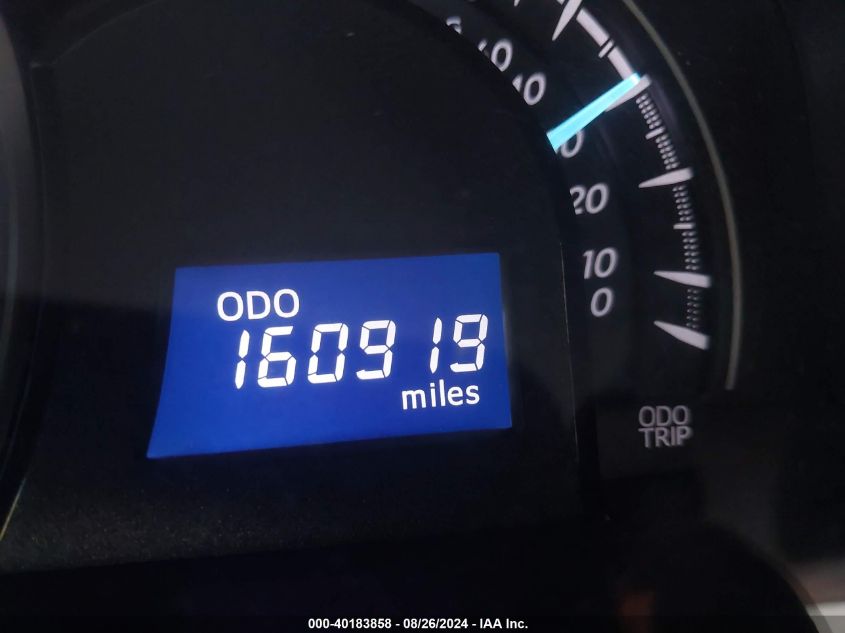 20
10
0
ODO
160919
miles
ODO
TRIP
000-40183858 - 08/26/2024 - IAA Inc.